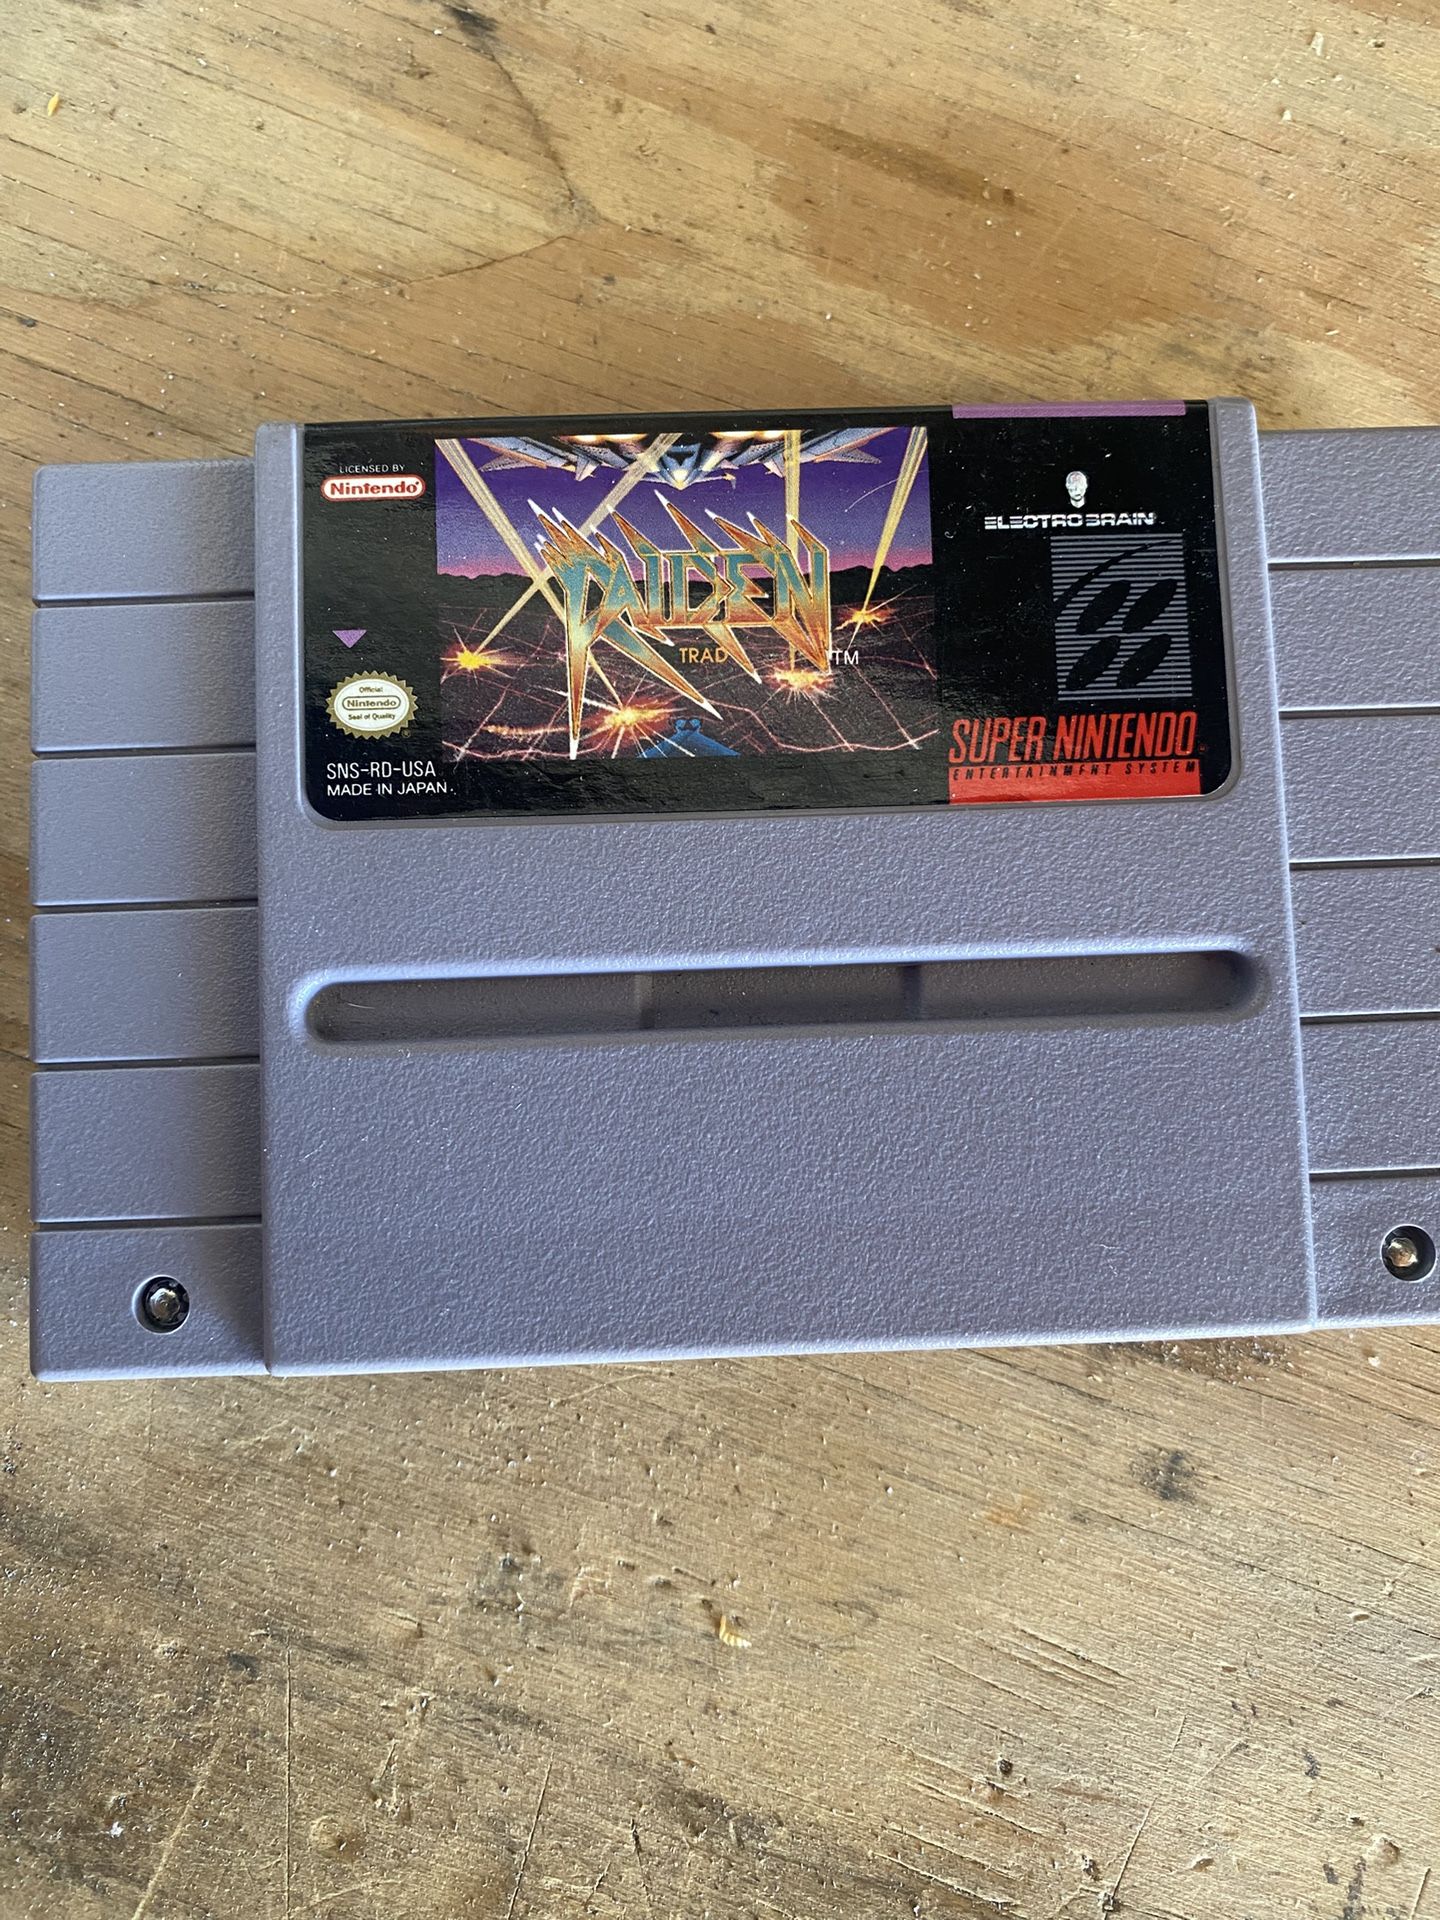 LICENSED BY
Nintendo
RAIDEN
TRAD
TM
ELECTRO BRAIN
Official
Nintendo
Seal of Quality
SNS-RD-USA
MADE IN JAPAN
SUPER NINTENDO
ENTERTAINMENT SYSTEM